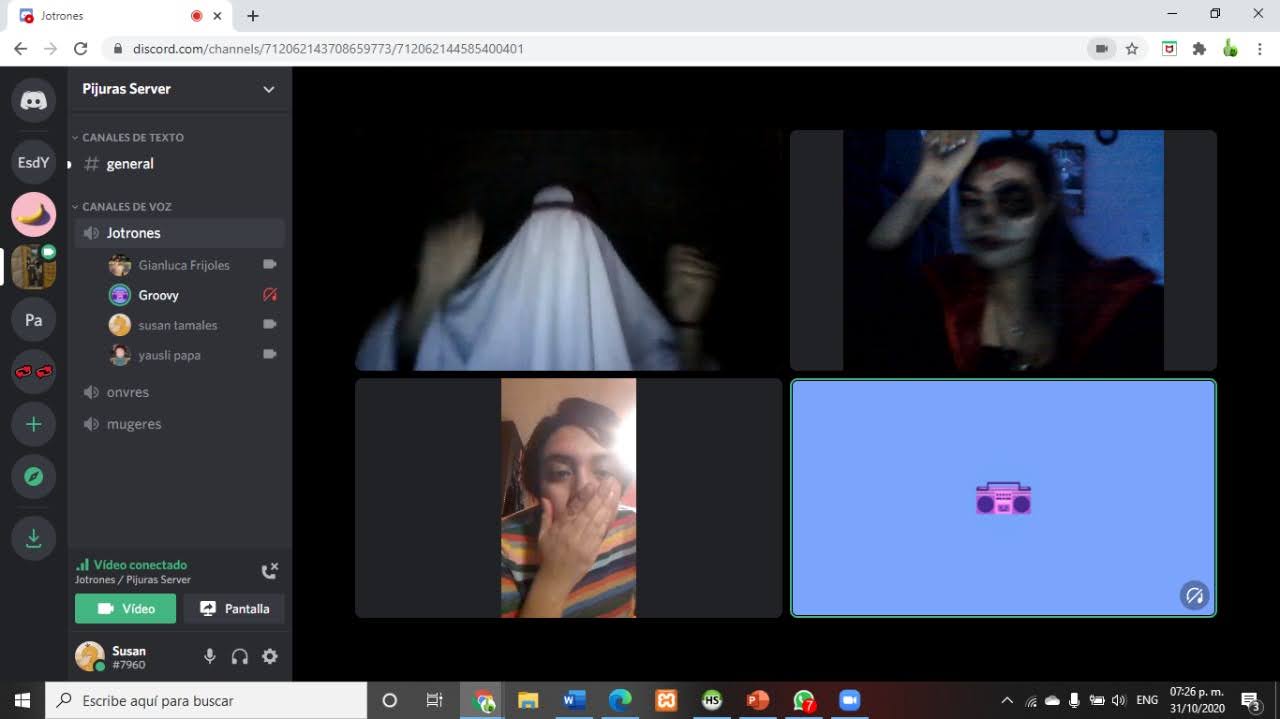 Jotrones
discord.com/channels/712062143708659773/712062144585400401
Pijuras Server
CANALES DE TEXTO
# general
CANALES DE VOZ
Jotrones
Gianluca Frijoles
Groovy
susan tamales
yausli papa
onvres
mugeres
EsdY
Pa
Vídeo conectado
Jotrones / Pijuras Server
Vídeo
Pantalla
Susan
#7960
Escribe aquí para buscar
W
HS
P
7
ENG
07:26 p. m.
31/10/2020
3